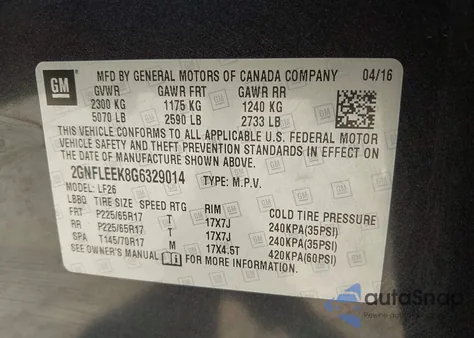 GM
MFD BY GENERAL MOTORS OF CANADA COMPANY 04/16
GVWR GAWR FRT GAWR RR
2300 KG 1175 KG 1240 KG
5070 LB 2590 LB 2733 LB
THIS VEHICLE CONFORMS TO ALL APPLICABLE U.S. FEDERAL MOTOR
VEHICLE SAFETY, BUMPER, AND THEFT PREVENTION STANDARDS IN EFFECT ON
THE DATE OF MANUFACTURE SHOWN ABOVE.
2GNFLEEK8G6329014 TYPE: M.P.V.
MODEL: LF26
LBBQ TIRE SIZE SPEED RTG RIM COLD TIRE PRESSURE
FRT P225/65R17 T 17X7J 240KPA(35PSI)
RR P225/65R17 T 17X7J 240KPA(35PSI)
SPA T145/70R17 M 17X4.5T 420KPA(60PSI)
SEE OWNER'S MANUAL FOR MORE INFORMATION
autoSnap